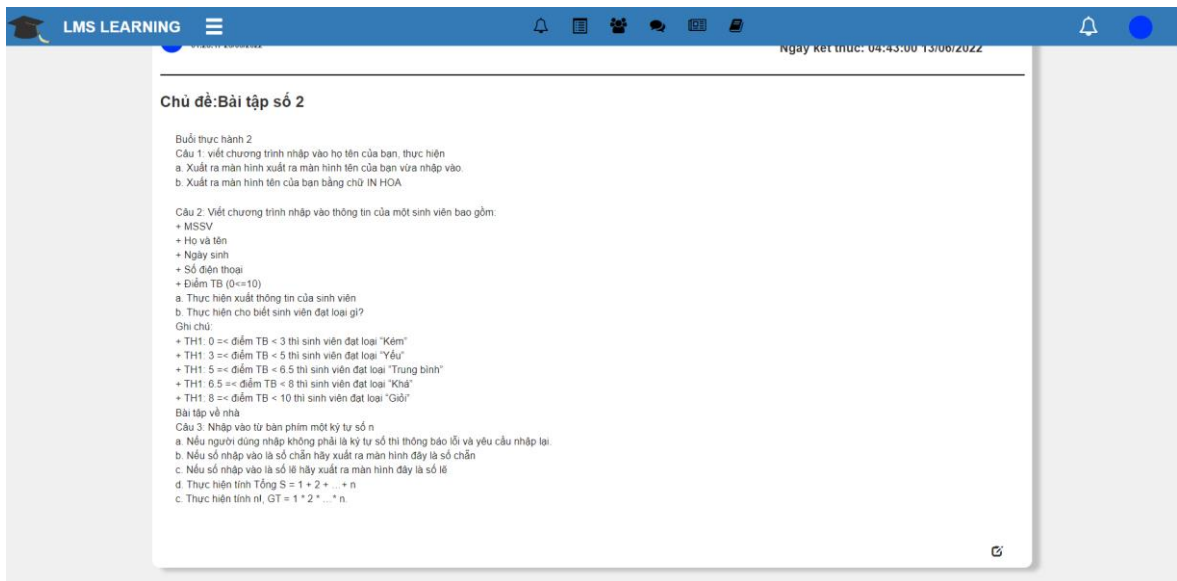 LMS LEARNING
Ngày kết thúc: 04:43:00 13/06/2022
Chủ đề:Bài tập số 2
Buổi thực hành 2
Câu 1: viết chương trình nhập vào họ tên của bạn, thực hiện
a. Xuất ra màn hình xuất ra màn hình tên của bạn vừa nhập vào.
b. Xuất ra màn hình tên của bạn bằng chữ IN HOA
Câu 2: Viết chương trình nhập vào thông tin của một sinh viên bao gồm:
+ MSSV
+ Họ và tên
+ Ngày sinh
+ Số điện thoại
+ Điểm TB (0<=10)
a. Thực hiện xuất thông tin của sinh viên
b. Thực hiện cho biết sinh viên đạt loại gì?
Ghi chú:
+ TH1: 0 =< điểm TB < 3 thì sinh viên đạt loại "Kém"
+ TH1: 3 =< điểm TB < 5 thì sinh viên đạt loại "Yếu"
+ TH1: 5 =< điểm TB < 6.5 thì sinh viên đạt loại "Trung bình"
+ TH1: 6.5 =< điểm TB < 8 thì sinh viên đạt loại "Khá"
+ TH1: 8 =< điểm TB < 10 thì sinh viên đạt loại "Giỏi"
Bài tập về nhà
Câu 3: Nhập vào từ bàn phím một ký tự số n
a. Nếu người dùng nhập không phải là ký tự số thì thông báo lỗi và yêu cầu nhập lại.
b. Nếu số nhập vào là số chẵn hãy xuất ra màn hình đây là số chẵn
c. Nếu số nhập vào là số lẽ hãy xuất ra màn hình đây là số lẽ
d. Thực hiện tính Tổng S = 1 + 2 + ...+ n
c. Thực hiện tính n!, GT = 1 * 2 * ...* n.